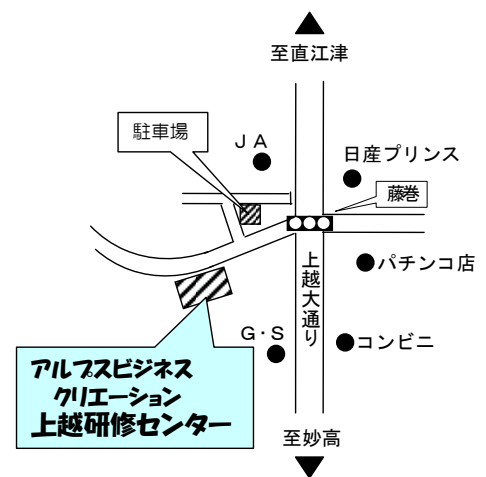 至直江津
駐車場
ＪＡ
日産プリンス
藤巻
上越大通り
パチンコ店
Ｇ・Ｓ
コンビニ
アルプスビジネス
クリエーション
上越研修センター
至妙高